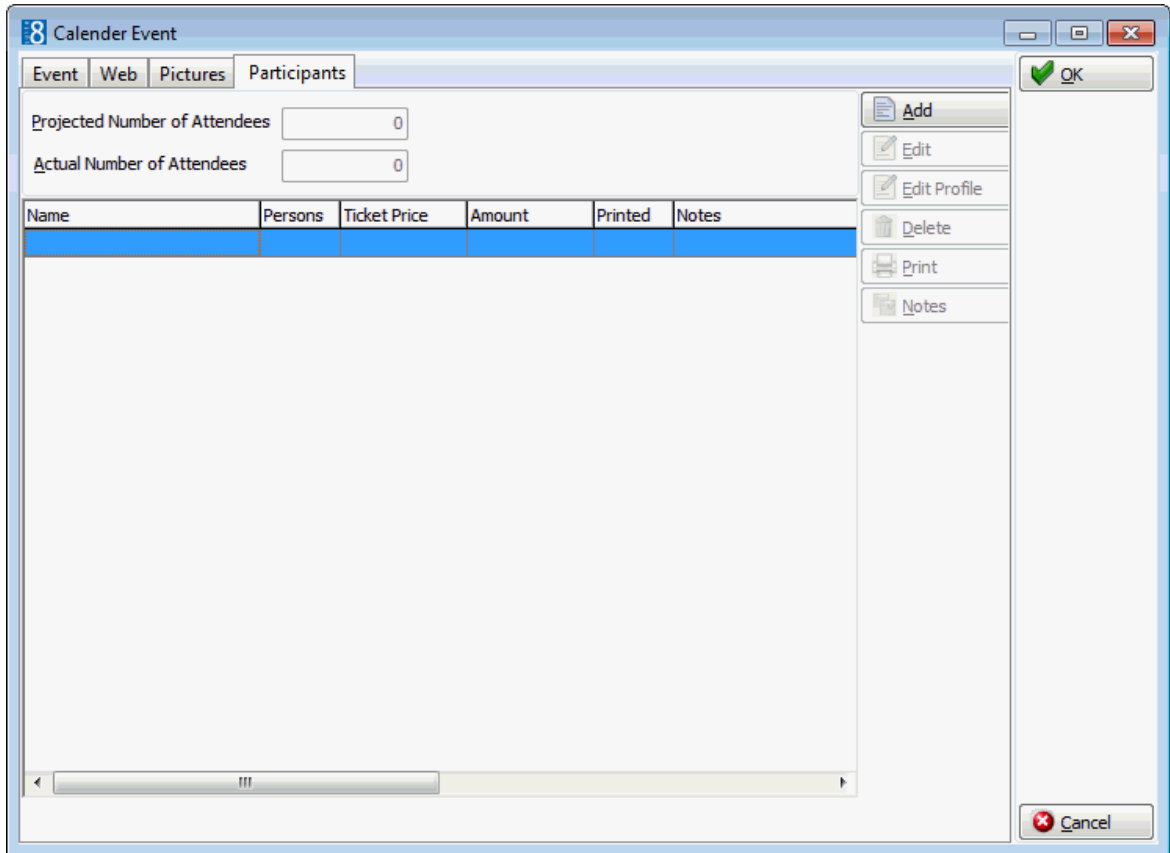 8 Calender Event
Event Web Pictures Participants
OK
Projected Number of Attendees 0
Actual Number of Attendees 0
Add
Edit
Edit Profile
Delete
Print
Notes
Name Persons Ticket Price Amount Printed Notes
Cancel